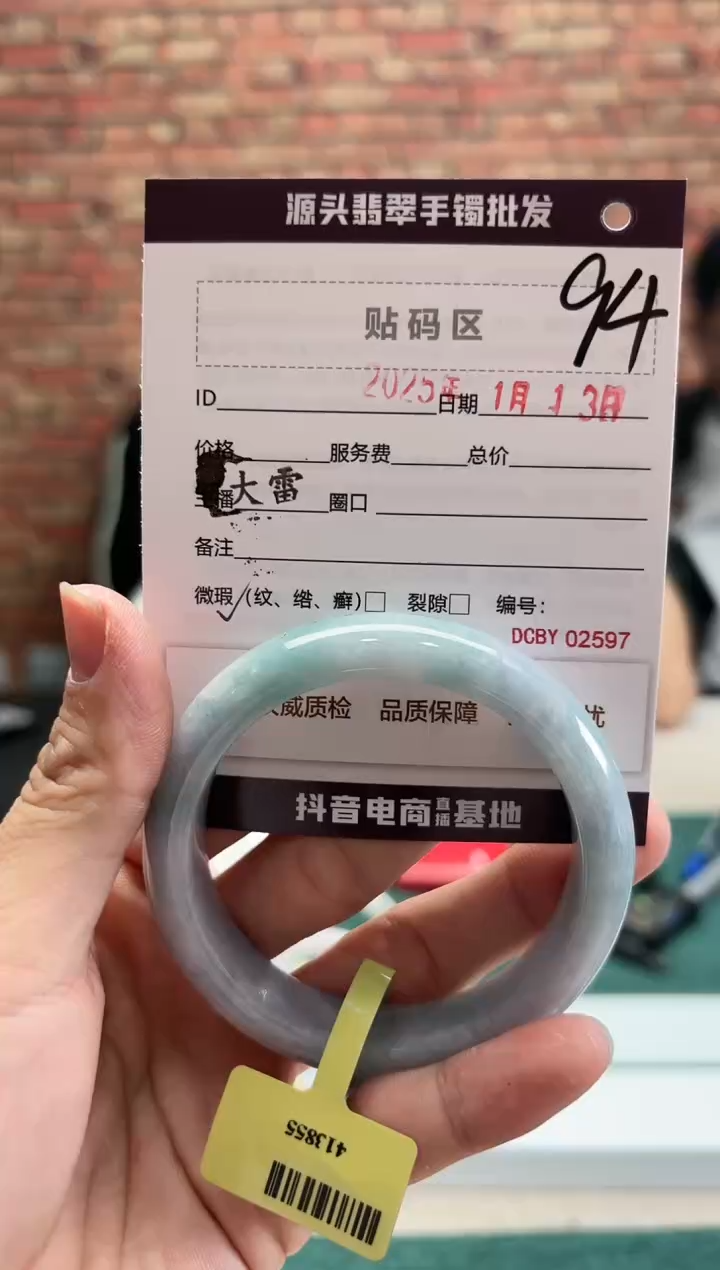 源头翡翠手镯批发
94
贴码区
ID 日期 2025年 1月 13日
价格 服务费 总价
主播 大雷 圈口
备注
微瑕✓(纹、绺、癣)□ 裂隙□ 编号:
DCBY 02597
威质检 品质保障 忧
抖音电商直播基地
413855